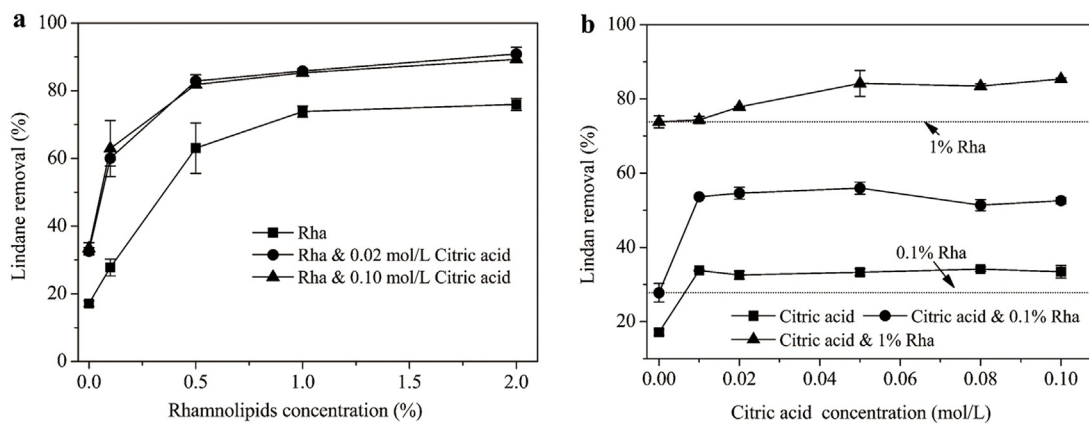 a
Lindane removal (%)
100
80
60
40
20
0
Rha
Rha & 0.02 mol/L Citric acid
Rha & 0.10 mol/L Citric acid
0.0
0.5
1.0
1.5
2.0
Rhamnolipids concentration (%)
b
Lindan removal (%)
100
80
60
40
20
1% Rha
0.1% Rha
Citric acid
Citric acid & 0.1% Rha
Citric acid & 1% Rha
0.00
0.02
0.04
0.06
0.08
0.10
Citric acid concentration (mol/L)